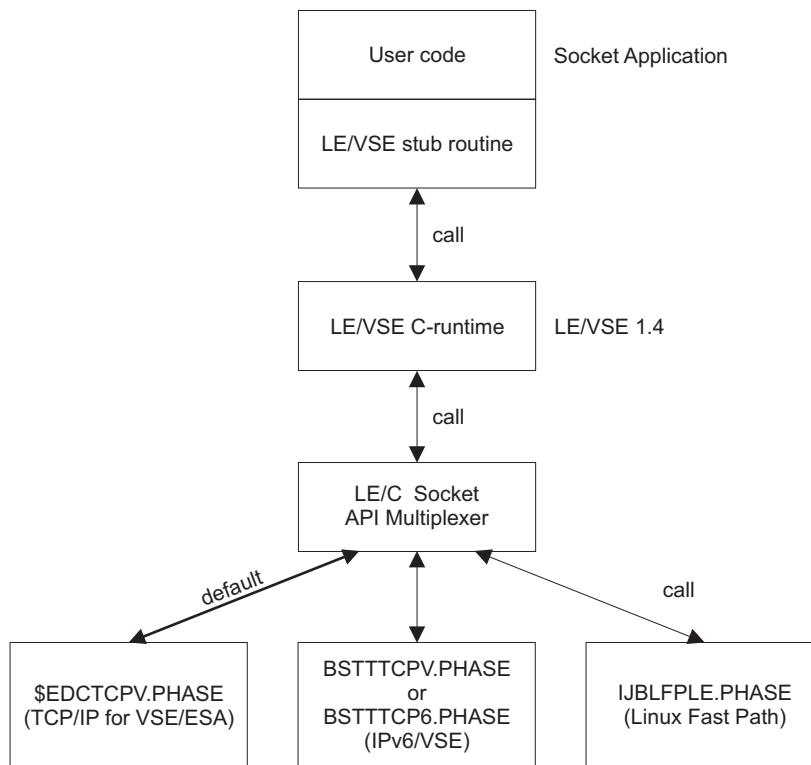 User code
Socket Application
LE/VSE stub routine
call
LE/VSE C-runtime
LE/VSE 1.4
call
LE/C Socket
API Multiplexer
default
call
$EDCTCPV.PHASE
(TCP/IP for VSE/ESA)
BSTTTCPV.PHASE
or
BSTTTCP6.PHASE
(IPv6/VSE)
IJBLFPLE.PHASE
(Linux Fast Path)